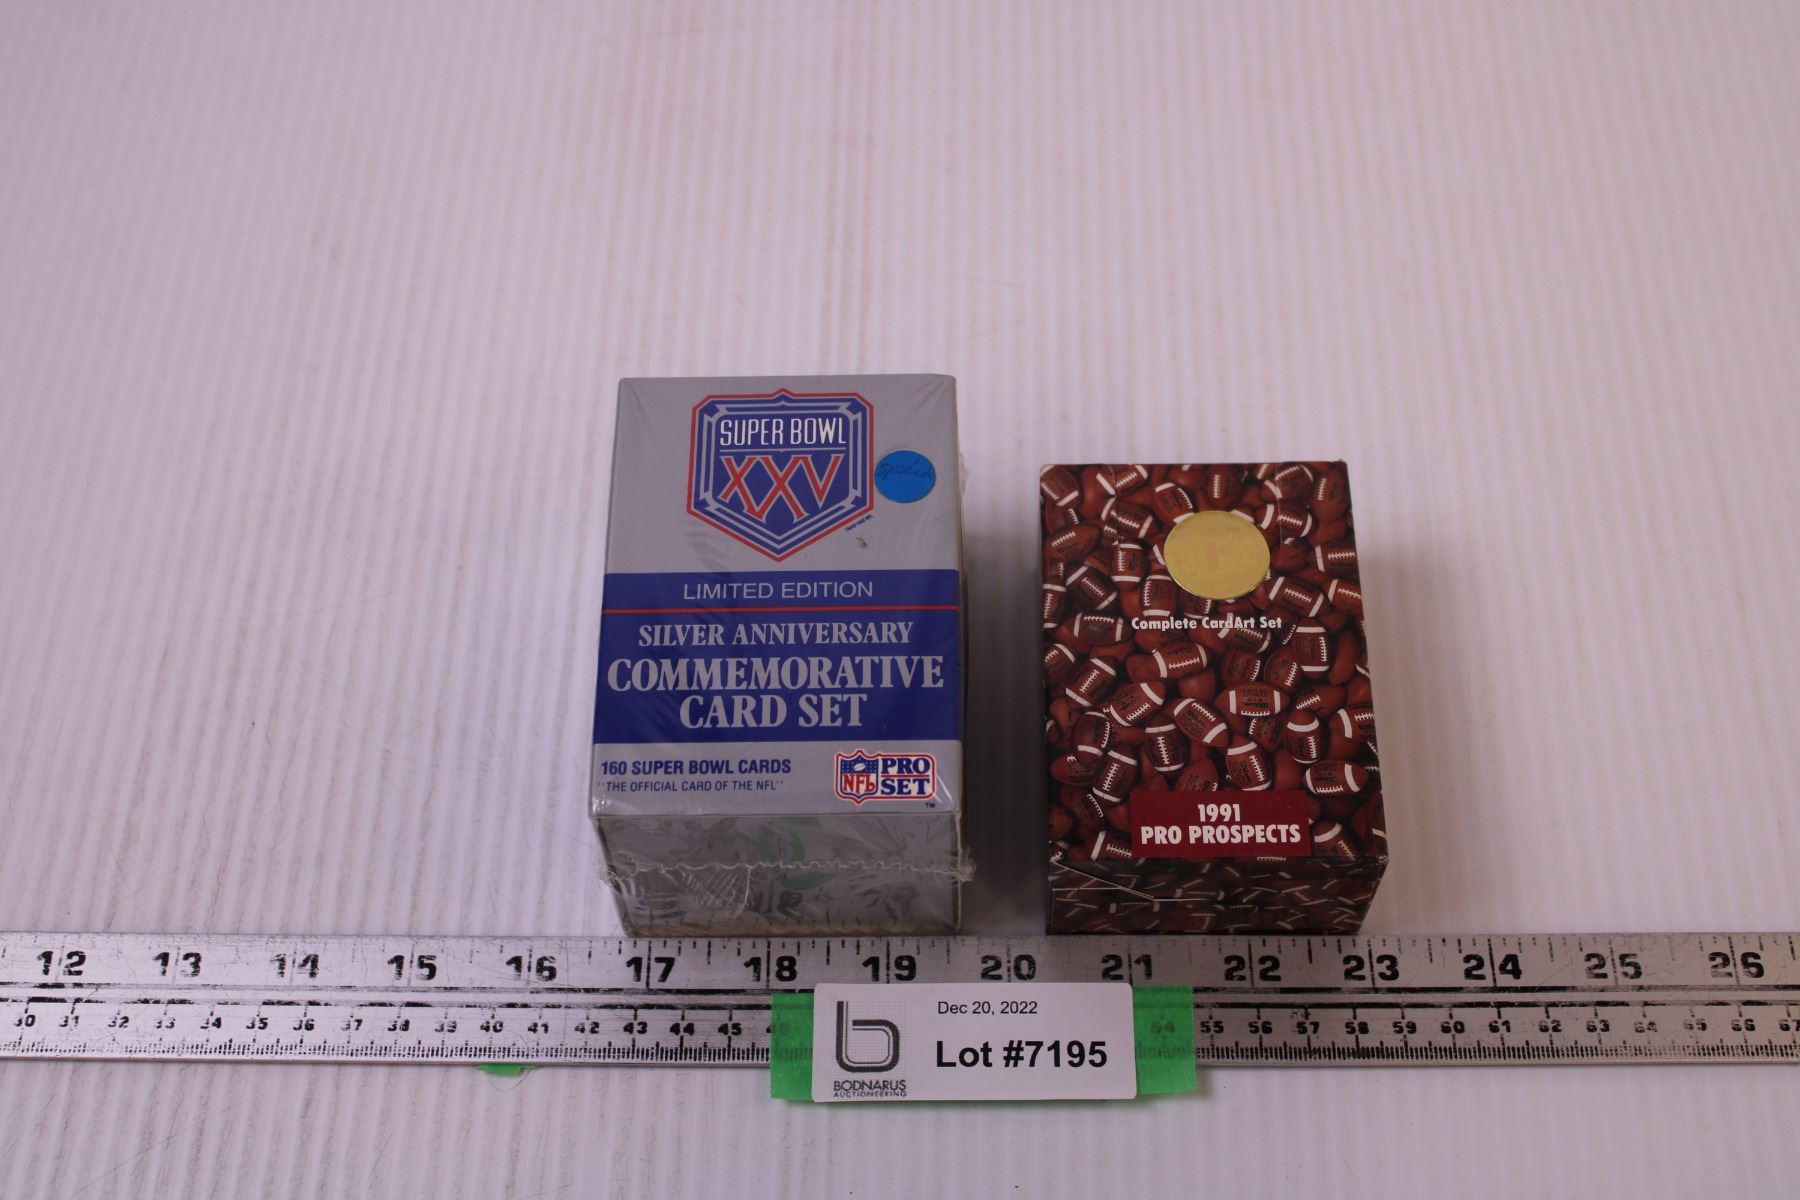 SUPER BOWL
XXV
Special
LIMITED EDITION
SILVER ANNIVERSARY
COMMEMORATIVE
CARD SET
160 SUPER BOWL CARDS
"THE OFFICIAL CARD OF THE NFL"
NFL PRO
SET
TM
Complete CardArt Set
1991
PRO PROSPECTS
12 13 14 15 16 17 18 19 20 21 22 23 24 25 26
30 31 32 33 34 35 36 37 38 39 40 41 42 43 44 45 54 55 56 57 58 59 60 61 62 63 64 65 66 67
Dec 20, 2022
Lot #7195
b
BODNARUS
AUCTIONEERING